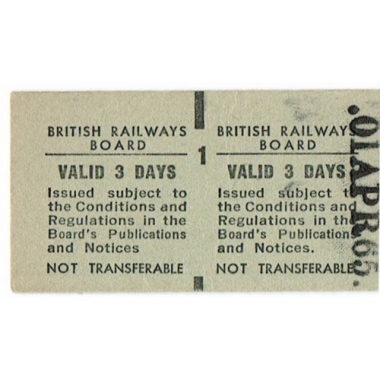 BRITISH RAILWAYS
BOARD
VALID 3 DAYS
Issued subject to
the Conditions and
Regulations in the
Board's Publications
and Notices
NOT TRANSFERABLE
1
BRITISH RAILWAYS
BOARD
VALID 3 DAYS
Issued subject to
the Conditions and
Regulations in the
Board's Publications
and Notices.
NOT TRANSFERABLE
.01APR65.